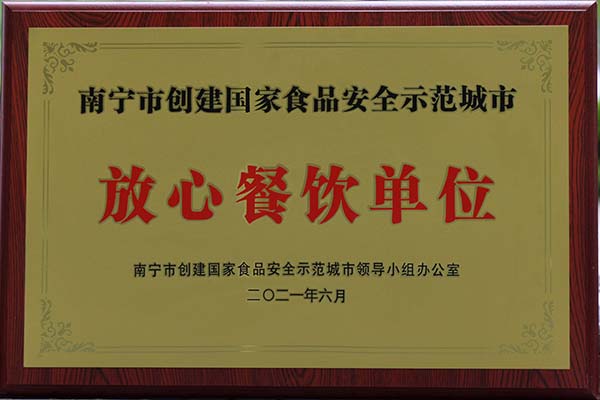 南宁市创建国家食品安全示范城市
放心餐饮单位
南宁市创建国家食品安全示范城市领导小组办公室
二〇二一年六月